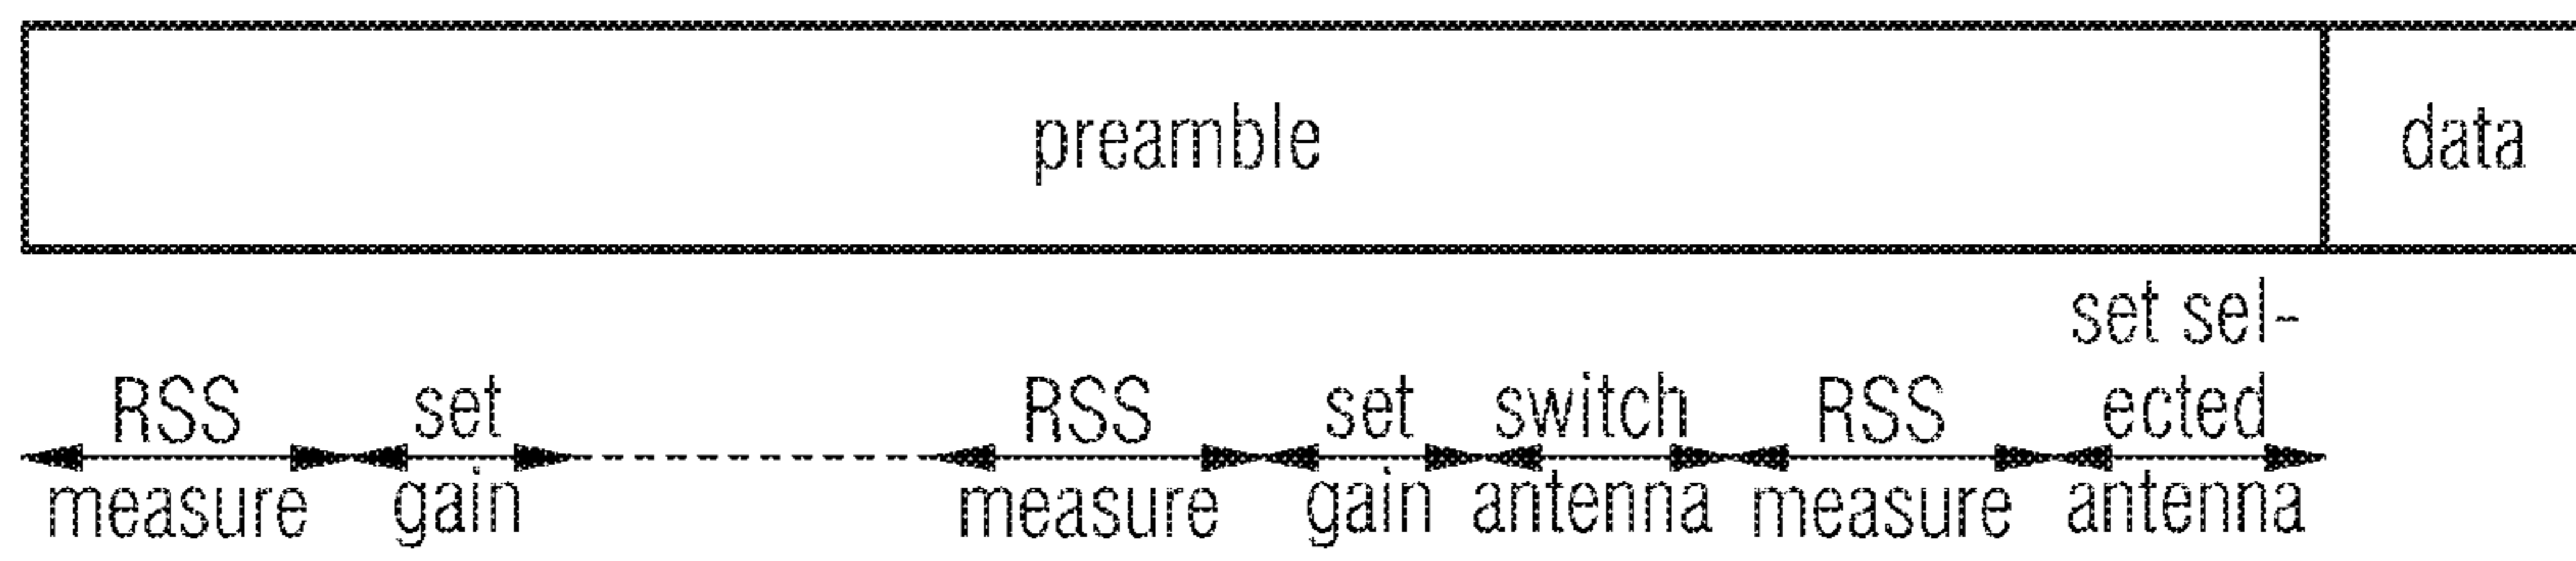 preamble
data
RSS
measure
set
gain
RSS
measure
set
gain
switch
antenna
RSS
measure
set sel-
ected
antenna